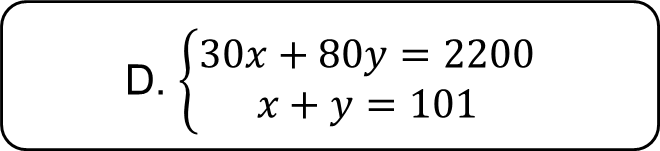 D. {30x + 80y = 2200
x + y = 101